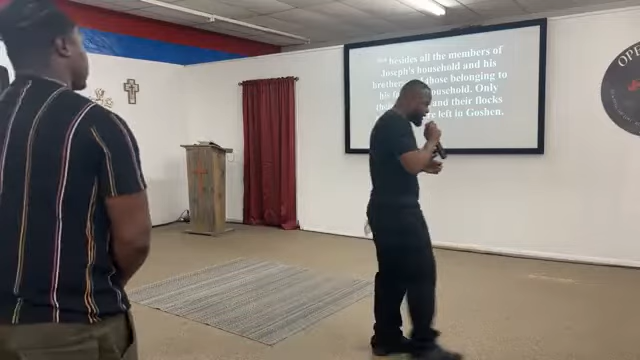 besides all the members of
Joseph's household and his
brothers and those belonging to
his household. Only
and their flocks
left in Goshen.
OPE